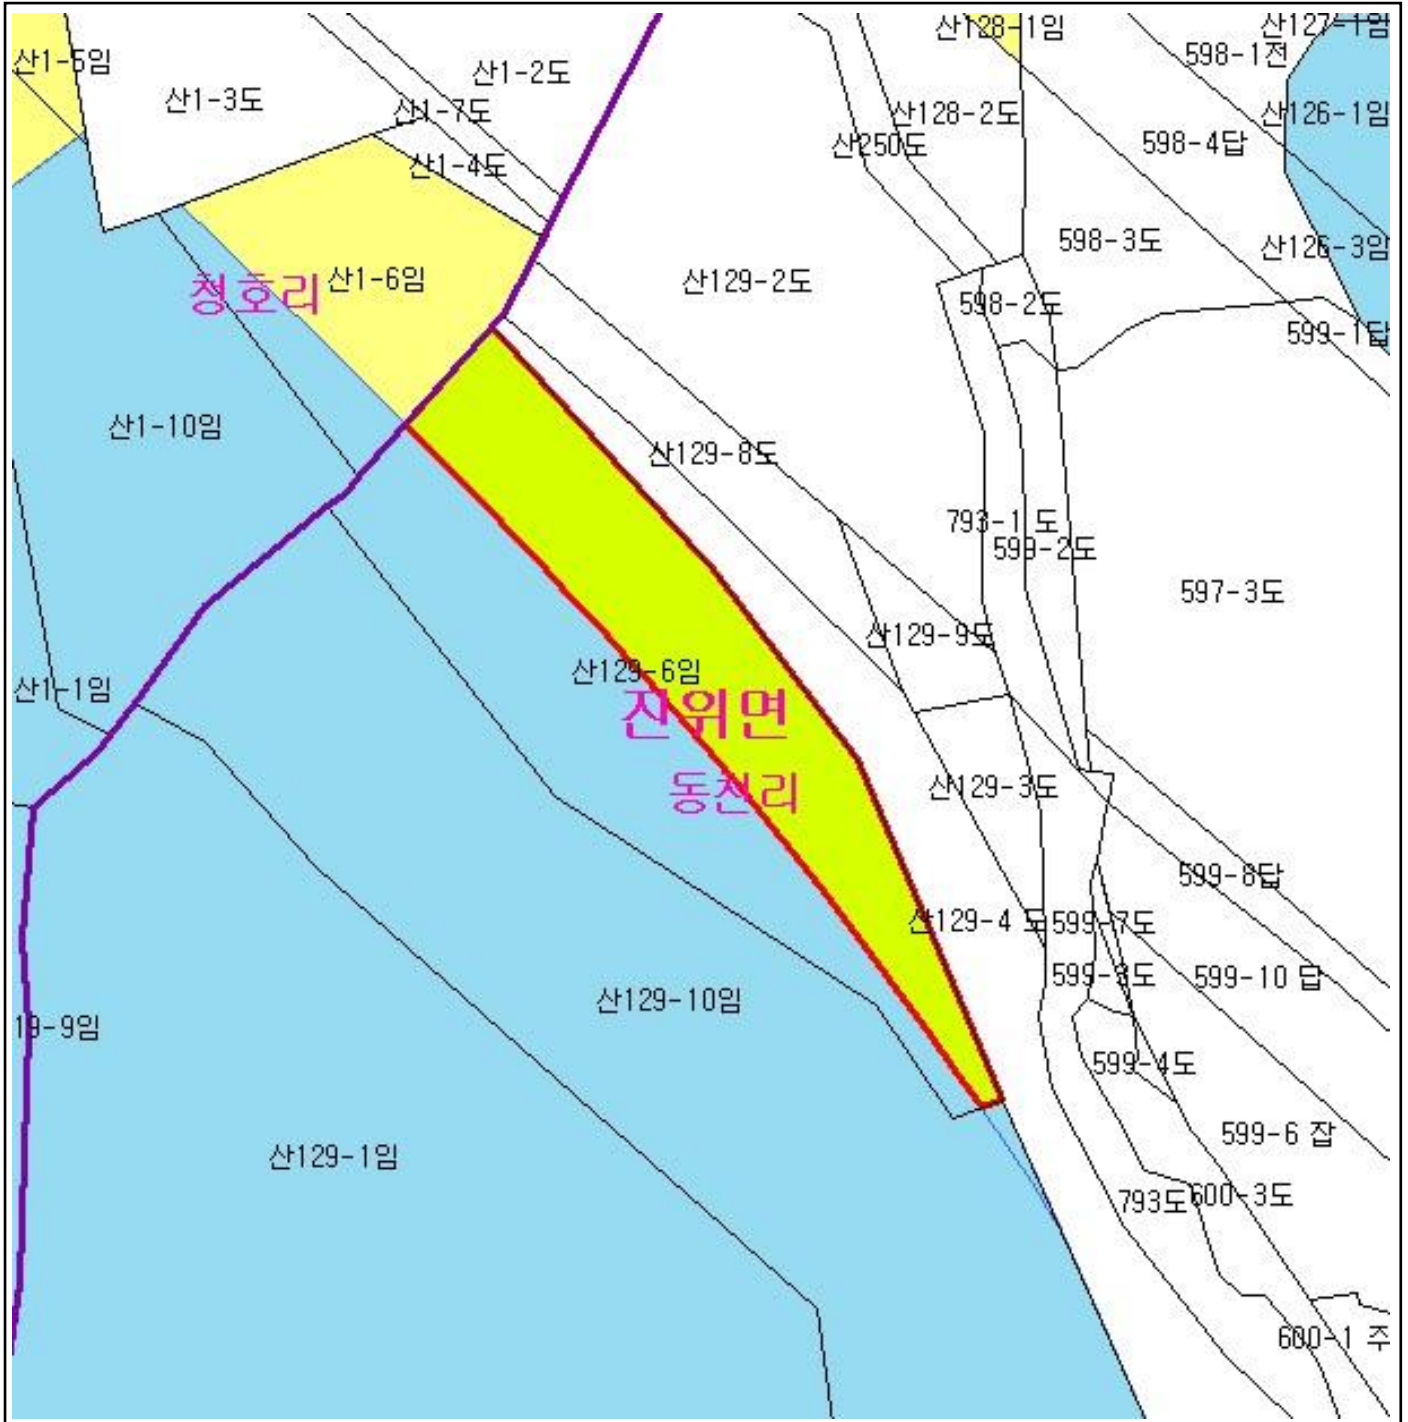 산128-1임
산127-1임
598-1전
산1-5임
산1-2도
산1-3도
산1-7도
산128-2도
산126-1임
산250도
598-4답
산1-4도
598-3도
산126-3임
청호리
산1-6임
산129-2도
598-2도
599-1답
산1-10임
산129-8도
793-1 도
599-2도
597-3도
산129-9도
산129-6임
산1-1임
진위면
동천리
산129-3도
599-8답
산129-4 도
599-7도
599-3도
599-10 답
산129-10임
19-9임
599-4도
599-6 잡
산129-1임
793도
600-3도
600-1 주